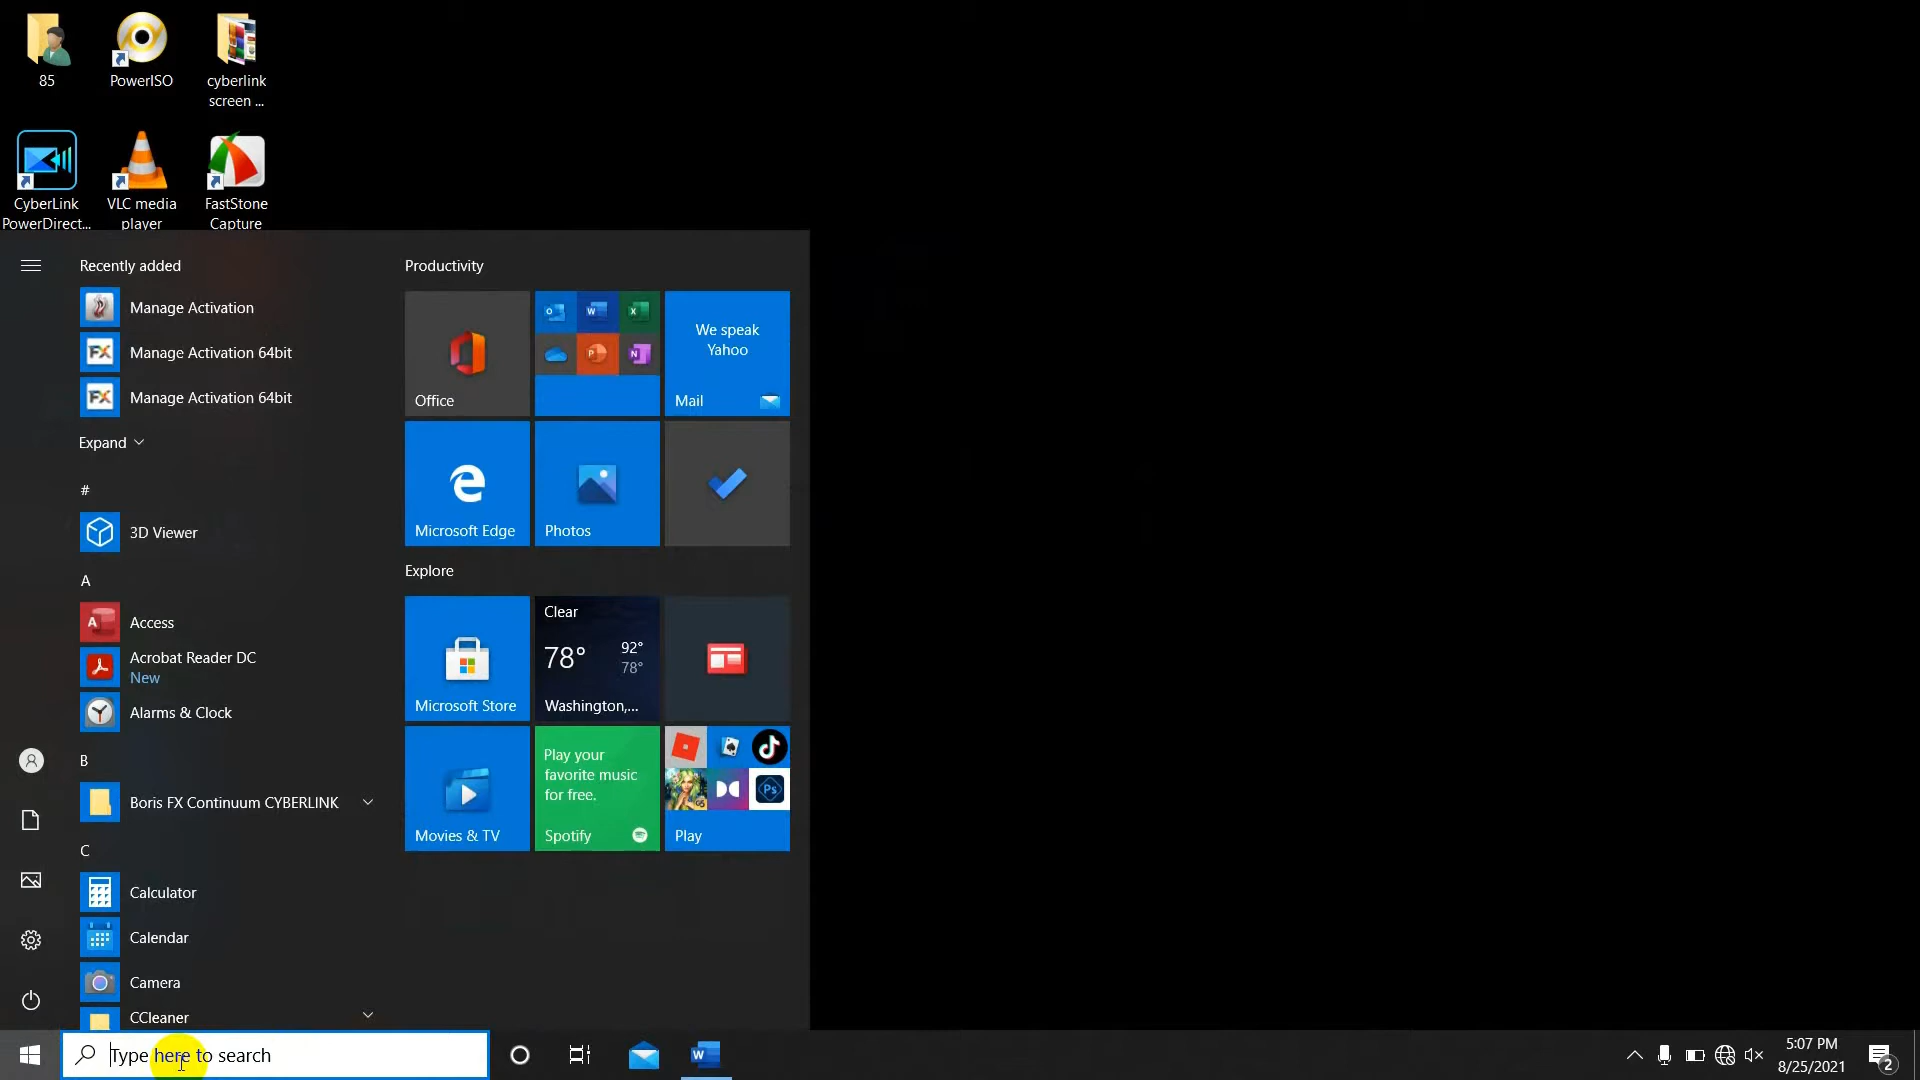 85
PowerISO
cyberlink
screen ...
CyberLink
PowerDirect...
VLC media
player
FastStone
Capture
Recently added
Manage Activation
Manage Activation 64bit
Manage Activation 64bit
Expand
#
3D Viewer
A
Access
Acrobat Reader DC
New
Alarms & Clock
B
Boris FX Continuum CYBERLINK
C
Calculator
Calendar
Camera
CCleaner
Productivity
Office
We speak
Yahoo
Mail
Microsoft Edge
Photos
Explore
Microsoft Store
Clear
78° 92°
78°
Washington,...
Movies & TV
Play your
favorite music
for free.
Spotify
Play
Type here to search
5:07 PM
8/25/2021
2